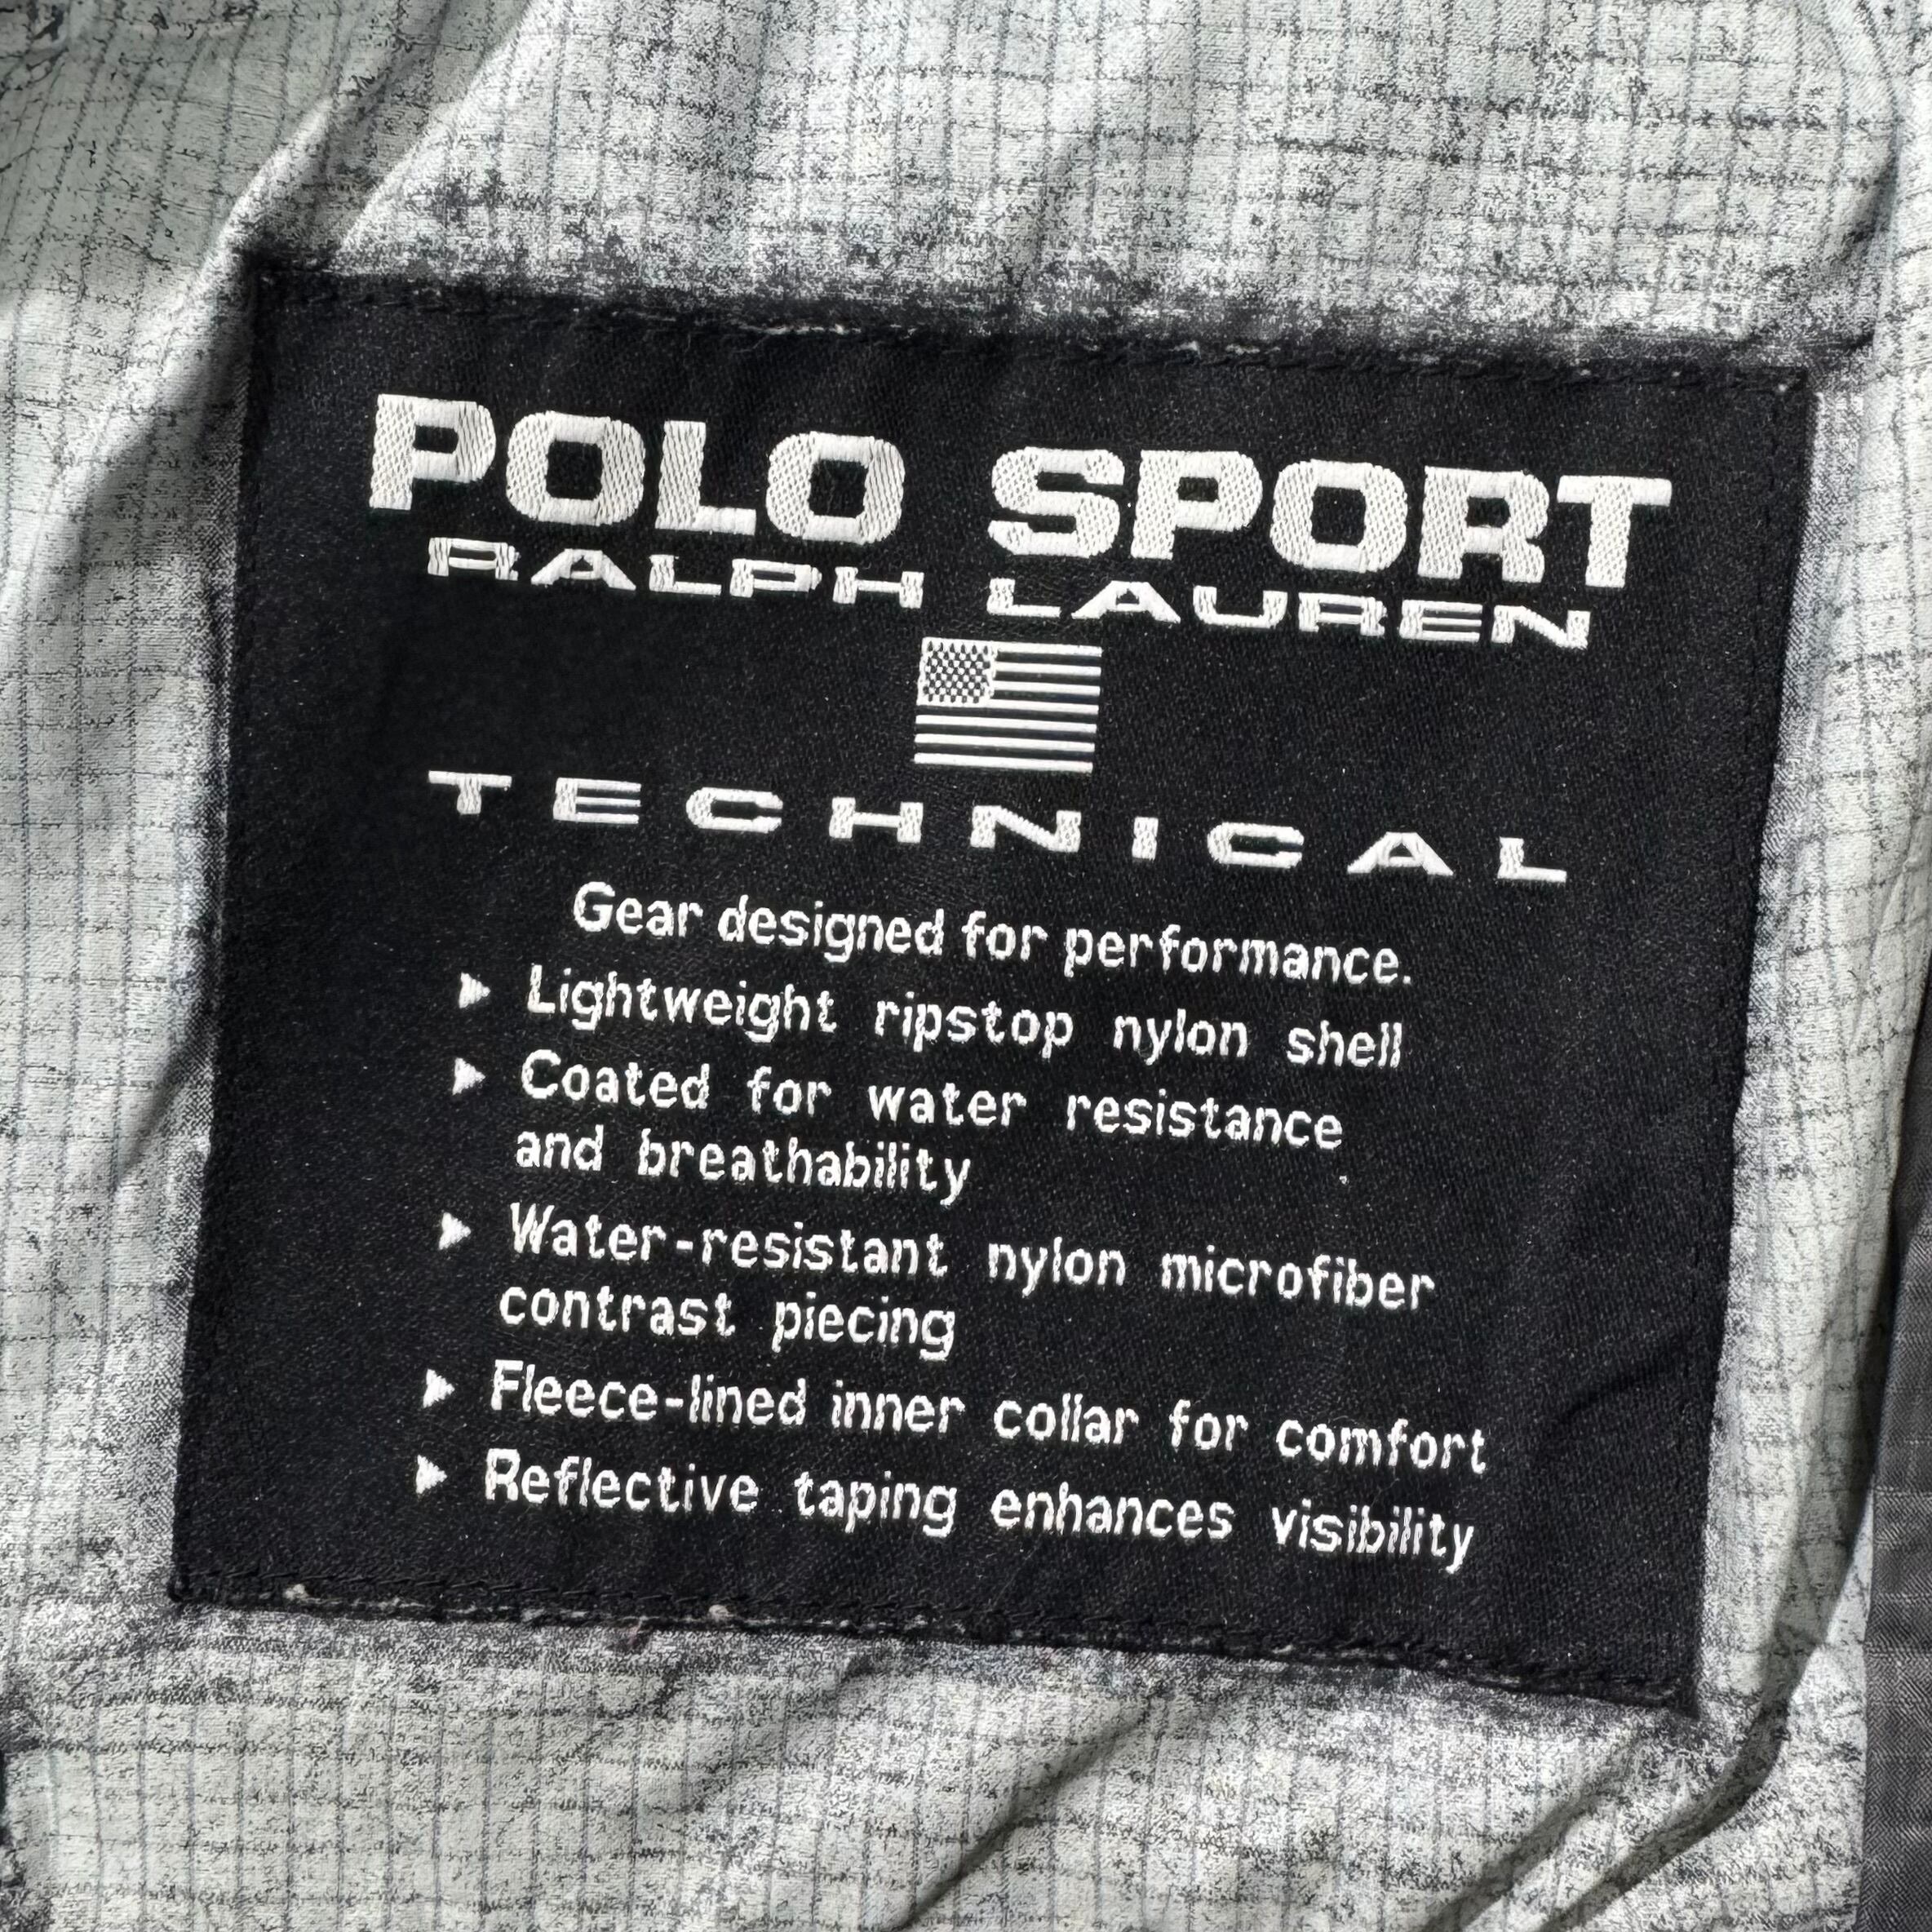 POLO SPORT
RALPH LAUREN
TECHNICAL
Gear designed for performance.
▶ Lightweight ripstop nylon shell
▶ Coated for water resistance
and breathability
▶ Water-resistant nylon microfiber
contrast piecing
▶ Fleece-lined inner collar for comfort
▶ Reflective taping enhances visibility